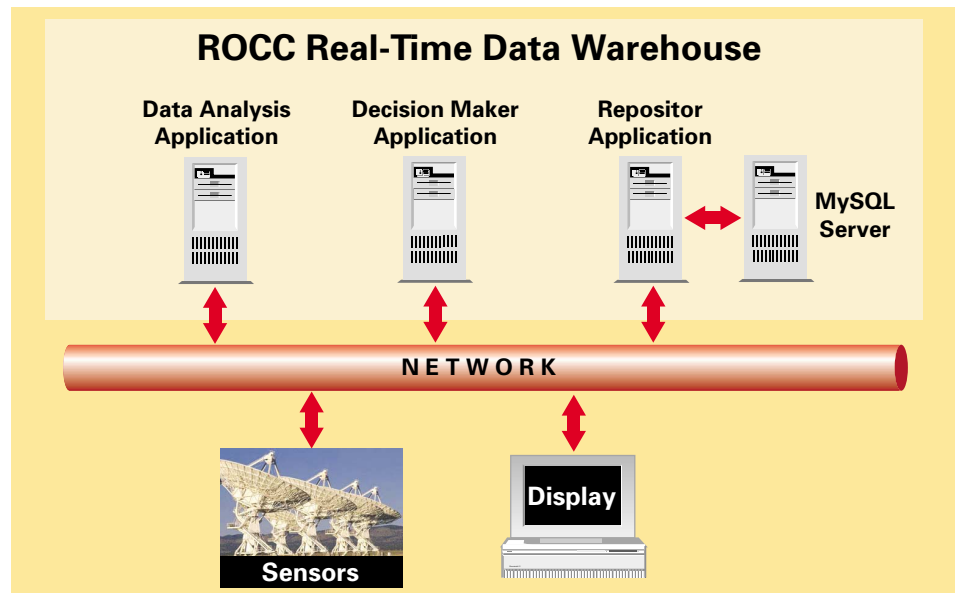 ROCC Real-Time Data Warehouse
Data Analysis
Application
Decision Maker
Application
Repositor
Application
MySQL
Server
NETWORK
Sensors
Display